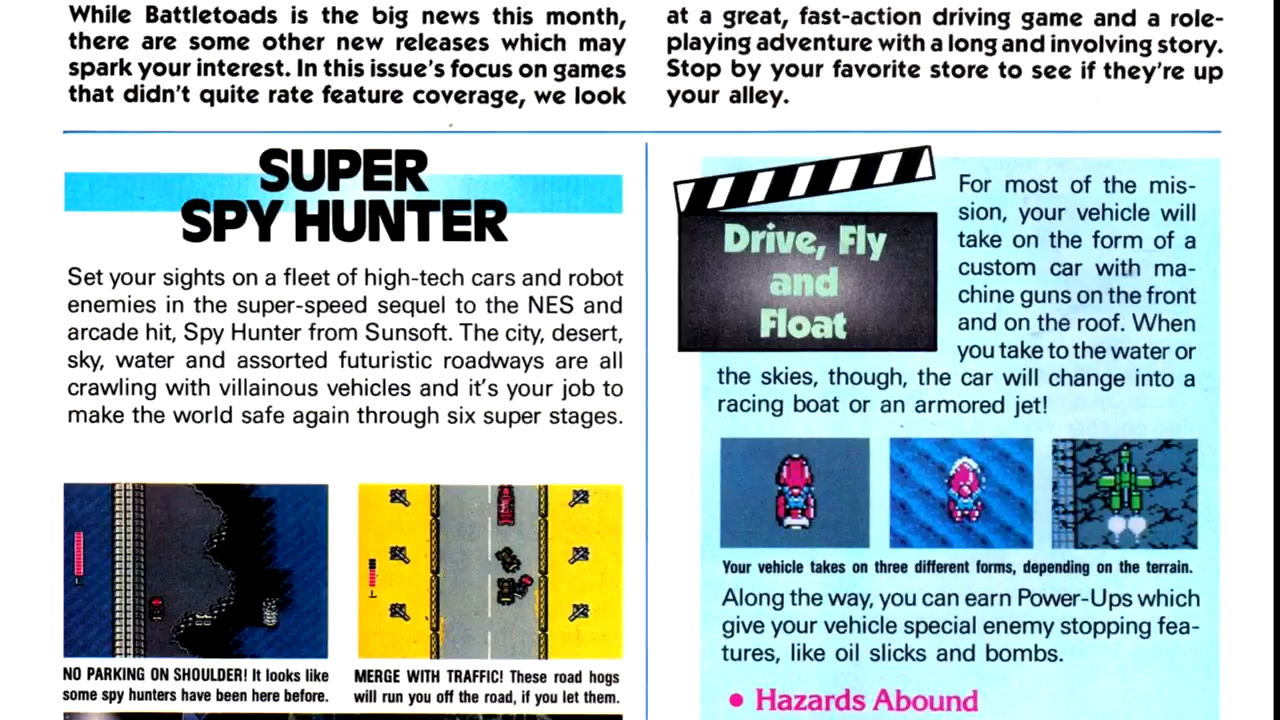 While Battletoads is the big news this month,
there are some other new releases which may
spark your interest. In this issue's focus on games
that didn't quite rate feature coverage, we look
at a great, fast-action driving game and a role-
playing adventure with a long and involving story.
Stop by your favorite store to see if they're up
your alley.
SUPER
SPY HUNTER
Set your sights on a fleet of high-tech cars and robot
enemies in the super-speed sequel to the NES and
arcade hit, Spy Hunter from Sunsoft. The city, desert,
sky, water and assorted futuristic roadways are all
crawling with villainous vehicles and it's your job to
make the world safe again through six super stages.
NO PARKING ON SHOULDER! It looks like
some spy hunters have been here before.
MERGE WITH TRAFFIC! These road hogs
will run you off the road, if you let them.
Drive, Fly
and
Float
For most of the mis-
sion, your vehicle will
take on the form of a
custom car with ma-
chine guns on the front
and on the roof. When
you take to the water or
the skies, though, the car will change into a
racing boat or an armored jet!
Your vehicle takes on three different forms, depending on the terrain.
Along the way, you can earn Power-Ups which
give your vehicle special enemy stopping fea-
tures, like oil slicks and bombs.
• Hazards Abound